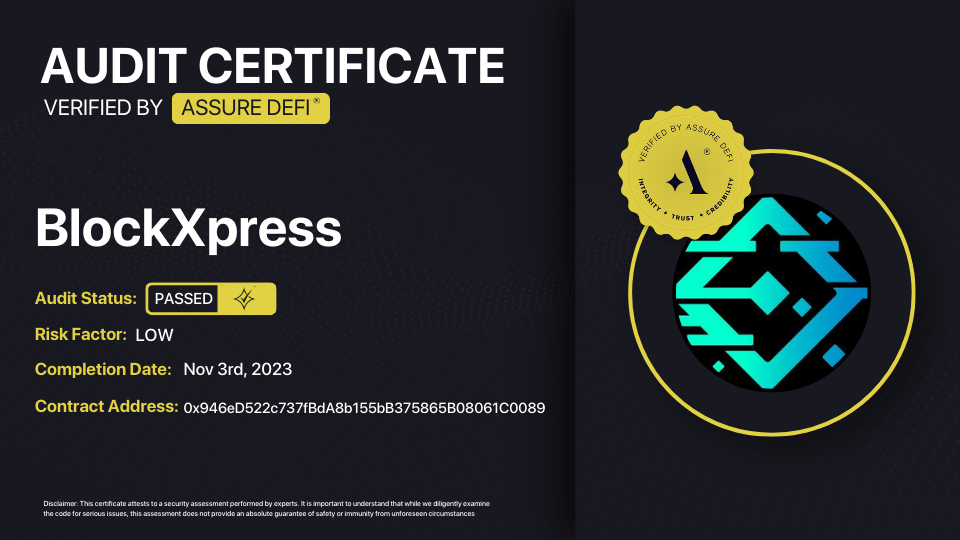 AUDIT CERTIFICATE
VERIFIED BY ASSURE DEFI ®
BlockXpress
Audit Status: PASSED
Risk Factor: LOW
Completion Date: Nov 3rd, 2023
Contract Address: 0x946eD522c737fBdA8b155bB375865B08061C0089
Disclaimer: This certificate attests to a security assessment performed by experts. It is important to understand that while we diligently examine
the code for serious issues, this assessment does not provide an absolute guarantee of safety or immunity from unforeseen circumstances
VERIFIED BY ASSURE DEFI
®
INTEGRITY ✦ TRUST ✦ CREDIBILITY